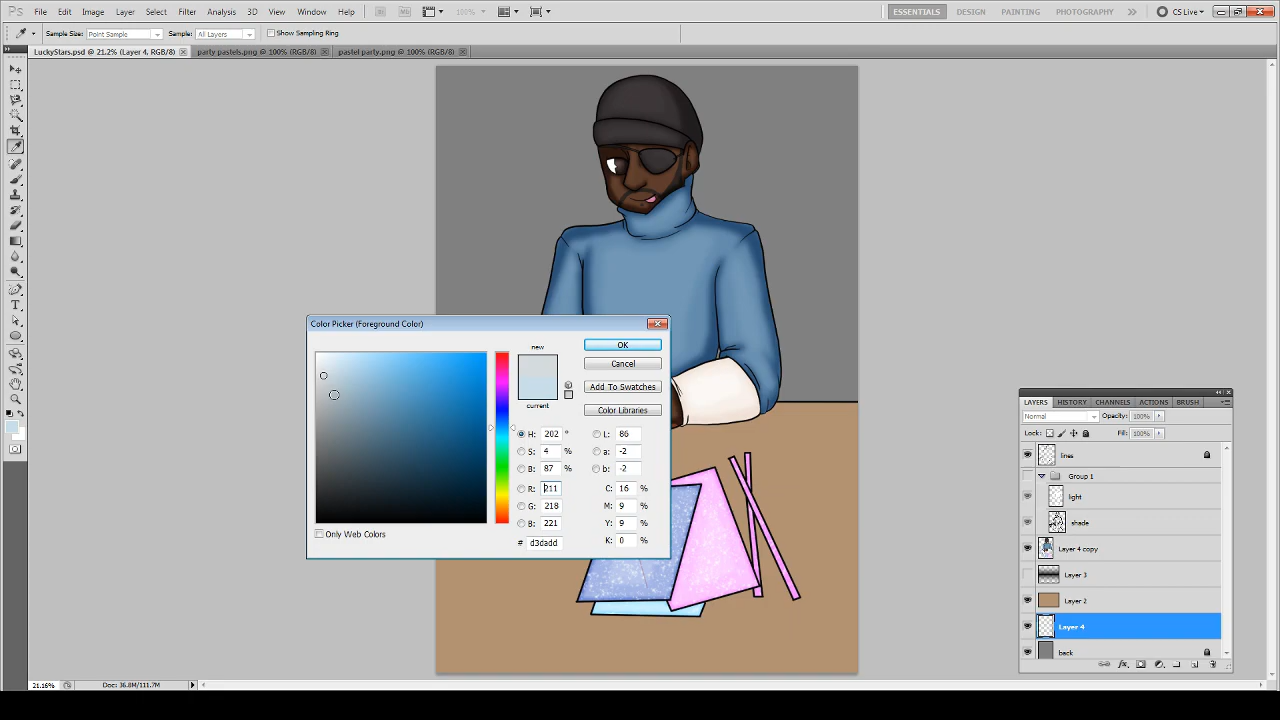 Ps File Edit Image Layer Select Analysis 3D View Window Help 100% ESSENTIALS DESIGN PAINTING PHOTOGRAPHY CS Live
Sample Size: Point Sample Sample: All Layers Show Sampling Ring
LuckyStars.psd @ 21.2% (Layer 4, RGB/8) party pastels.png @ 100% (RGB/8) pastel party.png @ 100% (RGB/8)
Color Picker (Foreground Color)
new
current
OK
Cancel
Add To Swatches
Color Libraries
H: 202 ° L: 86
S: 4 % a: -2
B: 87 % b: -2
R: 211 C: 16 %
G: 218 M: 9 %
B: 221 Y: 9 %
# d3dadd K: 0 %
Only Web Colors
LAYERS HISTORY CHANNELS ACTIONS BRUSH
Normal Opacity: 100%
Lock: Fill: 100%
lines
Group 1
light
shade
Layer 4 copy
Layer 3
Layer 2
Layer 4
back
21.16% Doc: 36.8M/111.7M